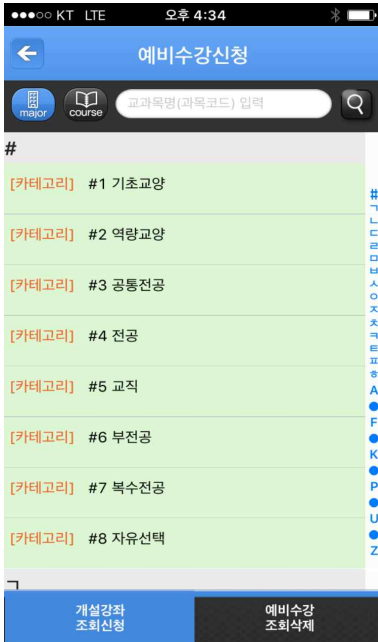 ●●●○○ KT LTE 오후 4:34
예비수강신청
major
course
교과목명(과목코드) 입력
#
[카테고리] #1 기초교양
[카테고리] #2 역량교양
[카테고리] #3 공통전공
[카테고리] #4 전공
[카테고리] #5 교직
[카테고리] #6 부전공
[카테고리] #7 복수전공
[카테고리] #8 자유선택
ㄱ
#
ㄱ
ㄴ
ㄷ
ㄹ
ㅁ
ㅂ
ㅅ
ㅇ
ㅈ
ㅊ
ㅋ
ㅌ
ㅍ
ㅎ
A
●
F
●
K
●
P
●
U
●
Z
개설강좌
조회신청
예비수강
조회삭제